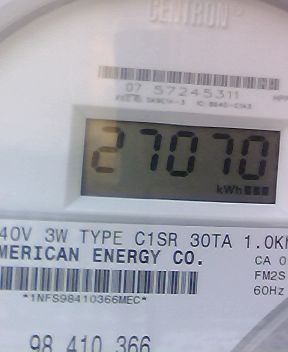 CENTRON®
07 57245311
27070
kWh
40V 3W TYPE C1SR 30TA 1.0Kh
MERICAN ENERGY CO. CA 0
FM2S
60Hz
*1NFS98410366MEC*
98 410 366